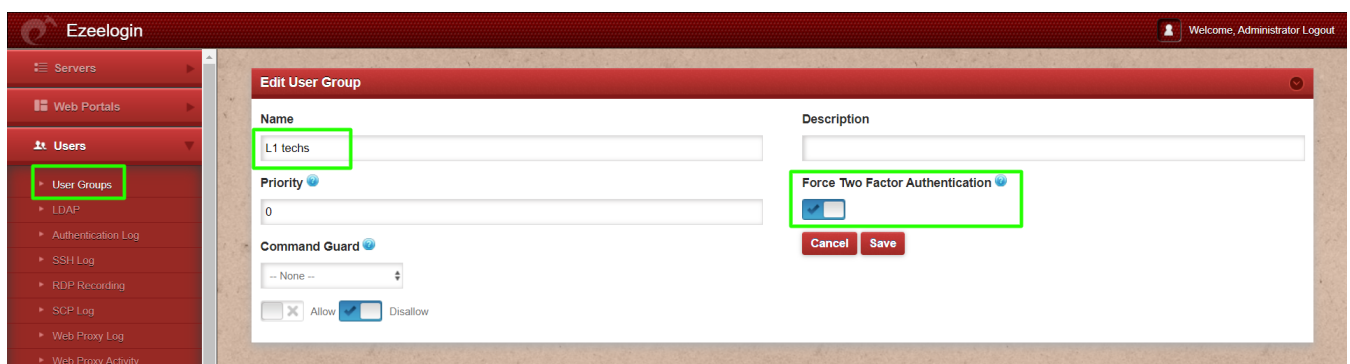 Ezeelogin
Welcome, Administrator Logout
Servers
Web Portals
Users
User Groups
LDAP
Authentication Log
SSH Log
RDP Recording
SCP Log
Web Proxy Log
Web Proxy Activity
Edit User Group
Name
L1 techs
Description
Priority
0
Force Two Factor Authentication
Cancel Save
Command Guard
-- None --
Allow Disallow